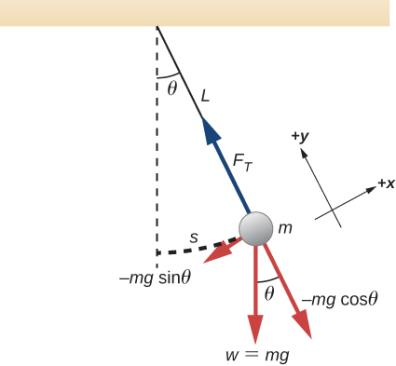 θ
L
F_T
+y
+x
s
m
–mg sinθ
θ
–mg cosθ
w = mg